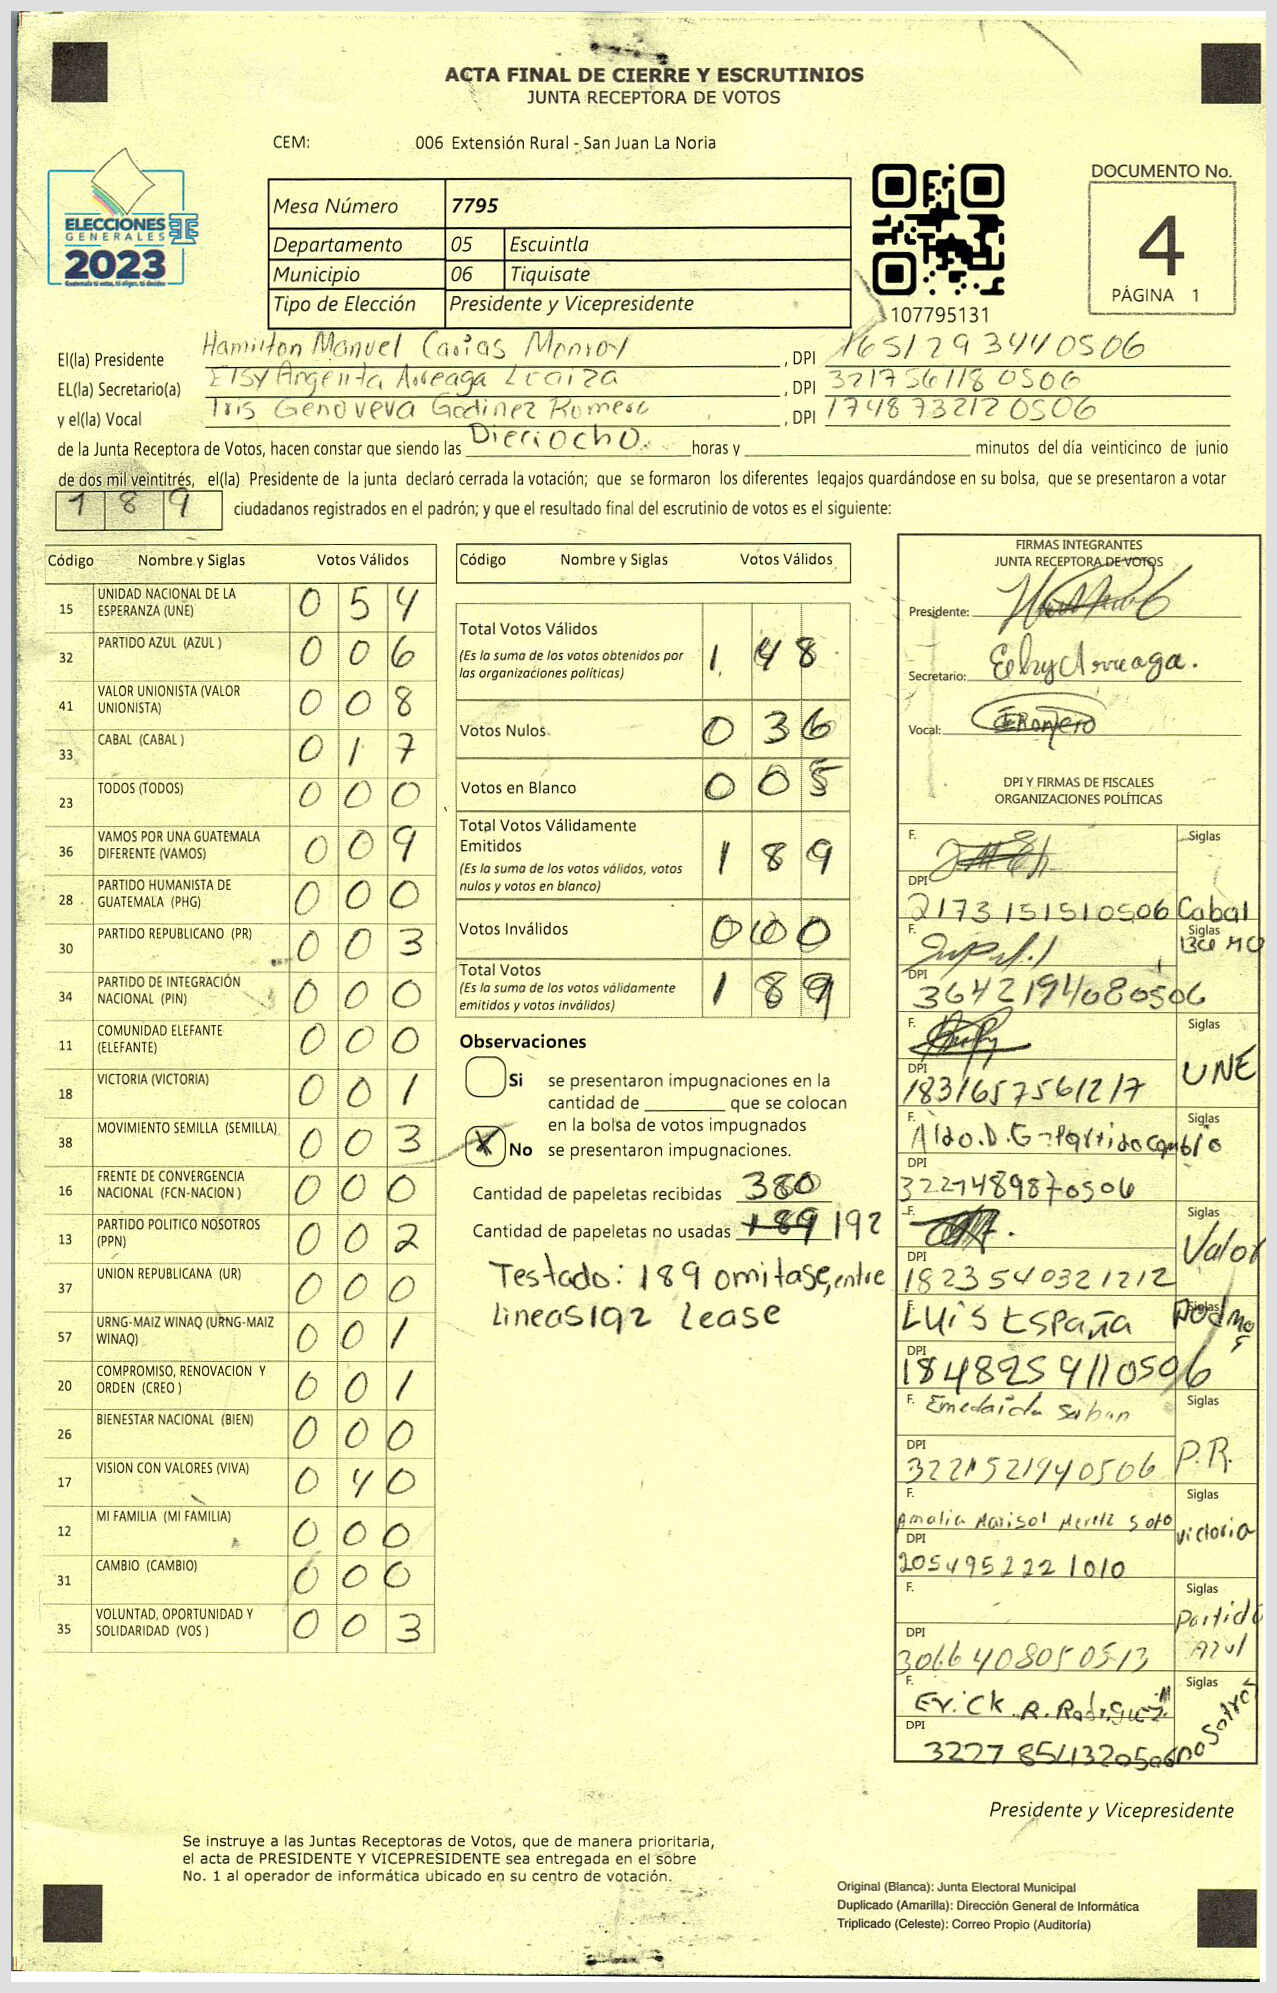 ACTA FINAL DE CIERRE Y ESCRUTINIOS
JUNTA RECEPTORA DE VOTOS
CEM: 006 Extensión Rural - San Juan La Noria
ELECCIONES
GENERALES
2023
Guatemala tú votas, tú eliges, tú decides
Mesa Número 7795
Departamento 05 Escuintla
Municipio 06 Tiquisate
Tipo de Elección Presidente y Vicepresidente
107795131
DOCUMENTO No.
4
PÁGINA 1
El(la) Presidente Hamilton Manuel Casias Monroy, DPI 1651293440506
EL(la) Secretario(a) Elsy Argenta Arreaga Loaiza, DPI 3217561180506
y el(la) Vocal Iris Genoveva Godinez Romero, DPI 1748732120506
de la Junta Receptora de Votos, hacen constar que siendo las Dieciocho horas y minutos del día veinticinco de junio
de dos mil veintitrés, el(la) Presidente de la junta declaró cerrada la votación; que se formaron los diferentes legajos guardándose en su bolsa, que se presentaron a votar
189 ciudadanos registrados en el padrón; y que el resultado final del escrutinio de votos es el siguiente:
Código Nombre y Siglas Votos Válidos
15 UNIDAD NACIONAL DE LA ESPERANZA (UNE) 0 5 4
32 PARTIDO AZUL (AZUL ) 0 0 6
41 VALOR UNIONISTA (VALOR UNIONISTA) 0 0 8
33 CABAL (CABAL ) 0 1 7
23 TODOS (TODOS) 0 0 0
36 VAMOS POR UNA GUATEMALA DIFERENTE (VAMOS) 0 0 9
28 PARTIDO HUMANISTA DE GUATEMALA (PHG) 0 0 0
30 PARTIDO REPUBLICANO (PR) 0 0 3
34 PARTIDO DE INTEGRACIÓN NACIONAL (PIN) 0 0 0
11 COMUNIDAD ELEFANTE (ELEFANTE) 0 0 0
18 VICTORIA (VICTORIA) 0 0 1
38 MOVIMIENTO SEMILLA (SEMILLA) 0 0 3
16 FRENTE DE CONVERGENCIA NACIONAL (FCN-NACION ) 0 0 0
13 PARTIDO POLITICO NOSOTROS (PPN) 0 0 2
37 UNION REPUBLICANA (UR) 0 0 0
57 URNG-MAIZ WINAQ (URNG-MAIZ WINAQ) 0 0 1
20 COMPROMISO, RENOVACION Y ORDEN (CREO ) 0 0 1
26 BIENESTAR NACIONAL (BIEN) 0 0 0
17 VISION CON VALORES (VIVA) 0 4 0
12 MI FAMILIA (MI FAMILIA) 0 0 0
31 CAMBIO (CAMBIO) 0 0 0
35 VOLUNTAD, OPORTUNIDAD Y SOLIDARIDAD (VOS ) 0 0 3
Código Nombre y Siglas Votos Válidos
Total Votos Válidos
(Es la suma de los votos obtenidos por las organizaciones políticas) 1 4 8
Votos Nulos 0 3 6
Votos en Blanco 0 0 5
Total Votos Válidamente Emitidos
(Es la suma de los votos válidos, votos nulos y votos en blanco) 1 8 9
Votos Inválidos 0 0 0
Total Votos
(Es la suma de los votos válidamente emitidos y votos inválidos) 1 8 9
Observaciones
Si se presentaron impugnaciones en la
cantidad de que se colocan
en la bolsa de votos impugnados
X No se presentaron impugnaciones.
Cantidad de papeletas recibidas 380
Cantidad de papeletas no usadas 189 192
Testado: 189 omitase, entre
lineas 192 Lease
FIRMAS INTEGRANTES
JUNTA RECEPTORA DE VOTOS
Presidente:
Secretario: Elsy Arreaga.
Vocal:
DPI Y FIRMAS DE FISCALES
ORGANIZACIONES POLÍTICAS
F. Siglas
DPI 2173151510506 Cabal
F. Siglas
DPI 3642194080506
F. Siglas
DPI 1831657561217 UNE
F. Aldo.D.G-Partido Cambio Siglas
DPI 3227489870506
F. Siglas
DPI 1823540321212 Valor
F. LUiS ESPAÑA Siglas Podemos
DPI 1848259110506
F. Siglas
DPI 3221521940506 P.R.
F. Amalia Marisol Soto Siglas
DPI 2054952221010 victoria
F. Siglas
DPI 3066408050513 Partido Azul
F. Erick R. Rodriguez Siglas
DPI 3227854320506 nosotros
Presidente y Vicepresidente
Se instruye a las Juntas Receptoras de Votos, que de manera prioritaria,
el acta de PRESIDENTE Y VICEPRESIDENTE sea entregada en el sobre
No. 1 al operador de informática ubicado en su centro de votación.
Original (Blanca): Junta Electoral Municipal
Duplicado (Amarilla): Dirección General de Informática
Triplicado (Celeste): Correo Propio (Auditoría)